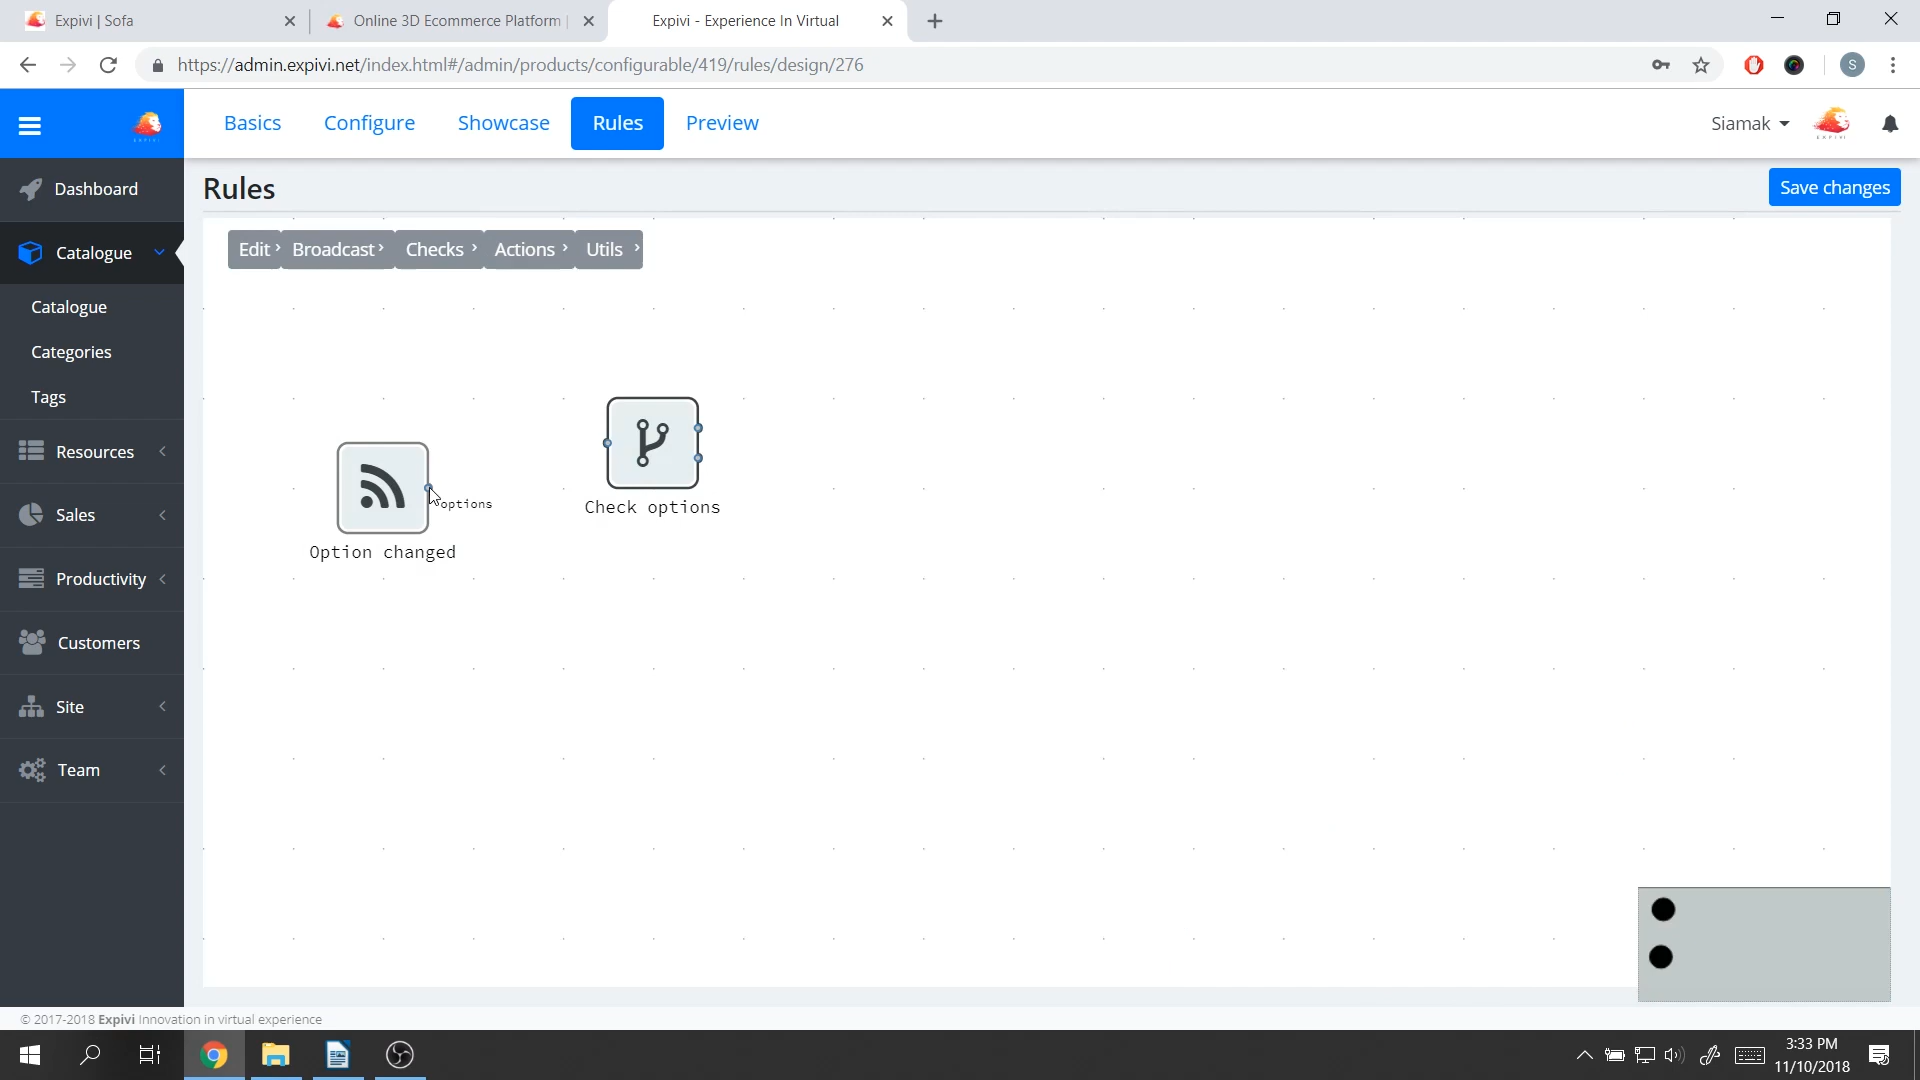 Expivi | Sofa
Online 3D Ecommerce Platform |
Expivi - Experience In Virtual
https://admin.expivi.net/index.html#/admin/products/configurable/419/rules/design/276
S
EXPIVI
Basics
Configure
Showcase
Rules
Preview
Siamak
EXPIVI
Dashboard
Catalogue
Catalogue
Categories
Tags
Resources
Sales
Productivity
Customers
Site
Team
Rules
Save changes
Edit
Broadcast
Checks
Actions
Utils
options
Option changed
Check options
© 2017-2018 Expivi Innovation in virtual experience
3:33 PM
11/10/2018